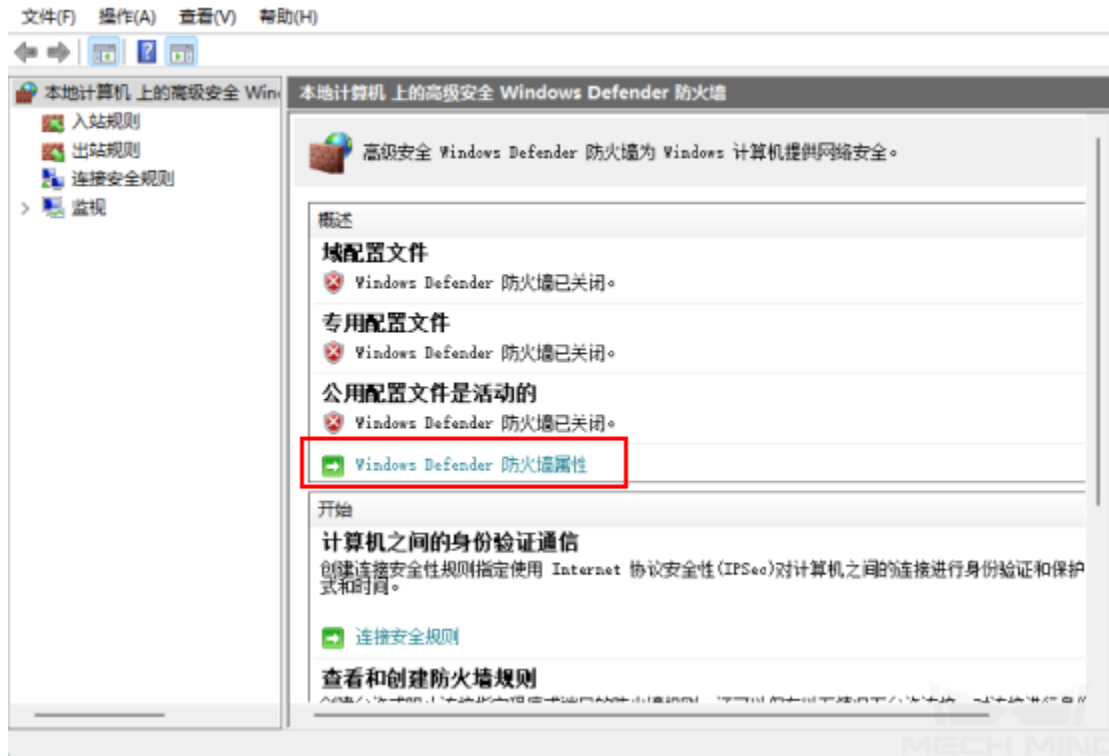 文件(F) 操作(A) 查看(V) 帮助(H)
本地计算机 上的高级安全 Win
入站规则
出站规则
连接安全规则
监视
本地计算机 上的高级安全 Windows Defender 防火墙
高级安全 Windows Defender 防火墙为 Windows 计算机提供网络安全。
概述
域配置文件
Windows Defender 防火墙已关闭。
专用配置文件
Windows Defender 防火墙已关闭。
公用配置文件是活动的
Windows Defender 防火墙已关闭。
Windows Defender 防火墙属性
开始
计算机之间的身份验证通信
创建连接安全性规则指定使用 Internet 协议安全性(IPSec)对计算机之间的连接进行身份验证和保护
式和时间。
连接安全规则
查看和创建防火墙规则
MECH MIND